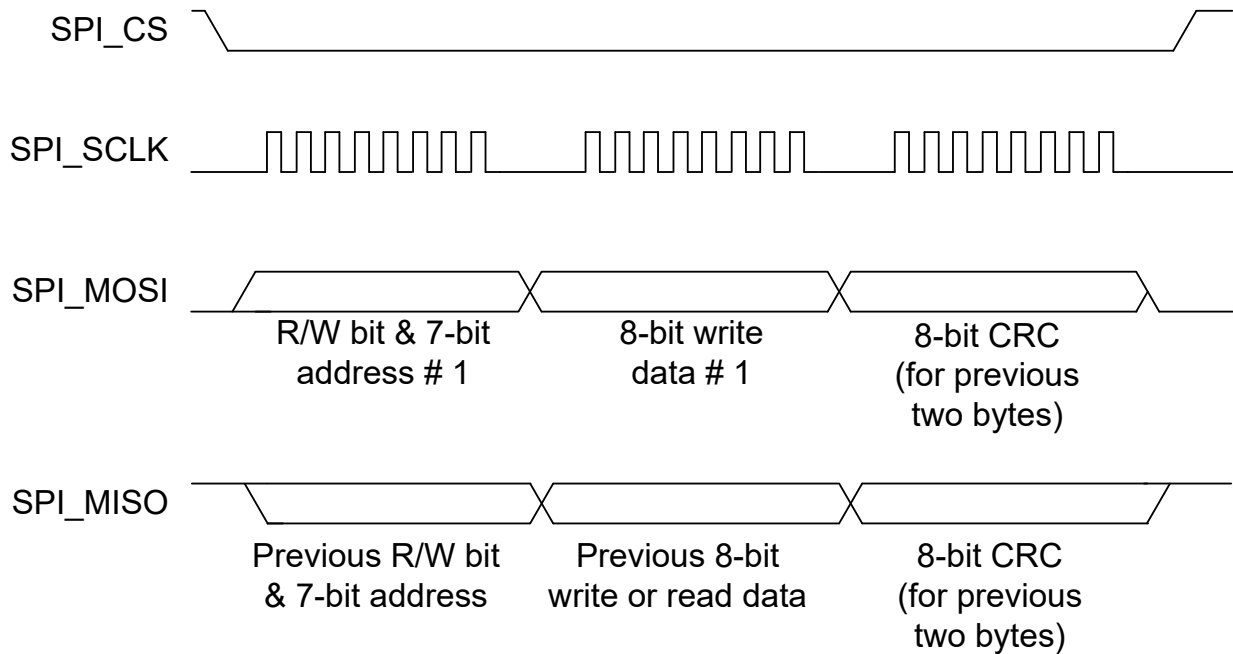 SPI_CS
SPI_SCLK
SPI_MOSI
R/W bit & 7-bit
address # 1
8-bit write
data # 1
8-bit CRC
(for previous
two bytes)
SPI_MISO
Previous R/W bit
& 7-bit address
Previous 8-bit
write or read data
8-bit CRC
(for previous
two bytes)